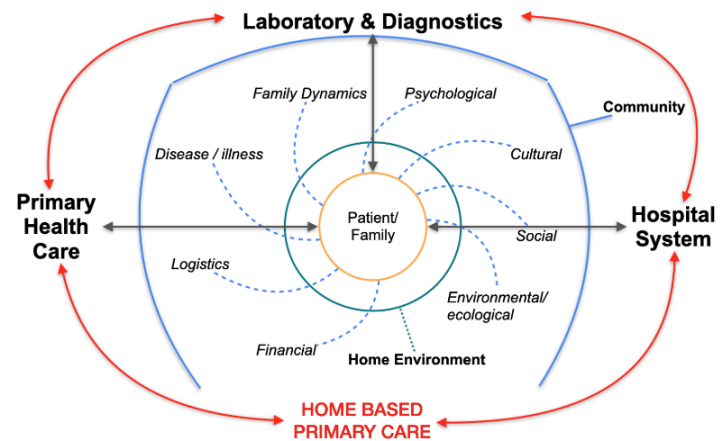 Laboratory & Diagnostics
Family Dynamics
Psychological
Community
Disease / illness
Cultural
Primary
Health
Care
Patient/
Family
Hospital
System
Social
Logistics
Environmental/
ecological
Financial
Home Environment
HOME BASED
PRIMARY CARE